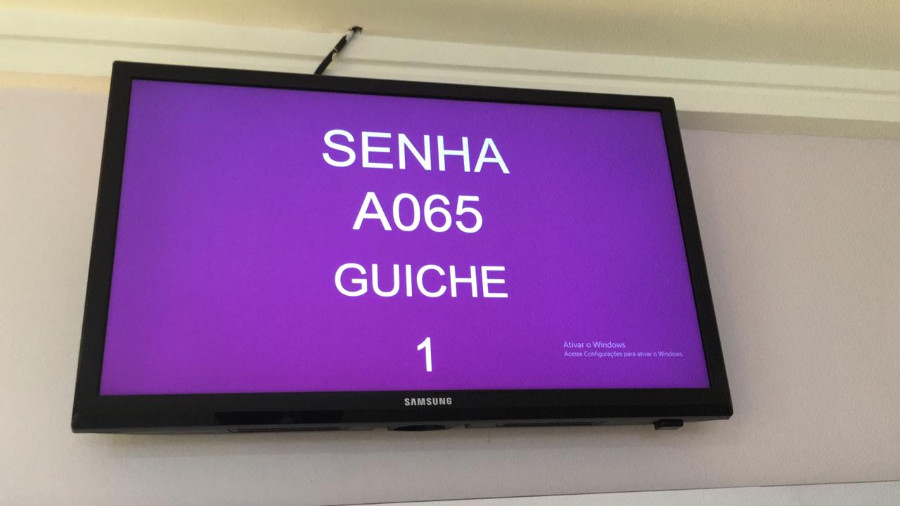 SENHA
A065
GUICHE
1
Ativar o Windows
Acesse Configurações para ativar o Windows.
SAMSUNG